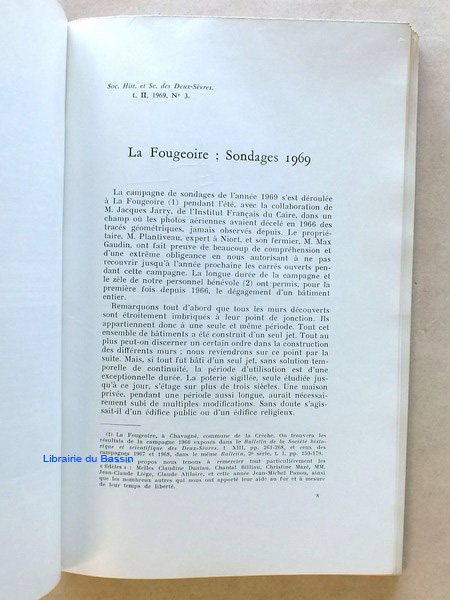 Soc. Hist. et Sc. des Deux-Sèvres,
t. II, 1969, N° 3.
La Fougeoire : Sondages 1969
La campagne de sondages de l'année 1969 s'est déroulée
à La Fougeoire (1) pendant l'été, avec la collaboration de
M. Jacques Jarry, de l'Institut Français du Caire, dans un
champ où les photos aériennes avaient décelé en 1966 des
tracés géométriques, jamais observés depuis. Le proprié-
taire, M. Plantiveau, expert à Niort, et son fermier, M. Max
Gaudin, ont fait preuve de beaucoup de compréhension et
d'une extrême obligeance en nous autorisant à ne pas
recouvrir jusqu'à l'année prochaine les carrés ouverts pen-
dant cette campagne. La longue durée de la campagne et
le zèle de notre personnel bénévole (2) ont permis, pour la
première fois depuis 1966, le dégagement d'un bâtiment
entier.
Remarquons tout d'abord que tous les murs découverts
sont étroitement imbriqués à leur point de jonction. Ils
appartiennent donc à une seule et même période. Tout cet
ensemble de bâtiments a été construit d'un seul jet. Tout au
plus peut-on discerner un certain ordre dans la construction
des différents murs ; nous reviendrons sur ce point par la
suite. Mais, si tout fut bâti d'un seul jet, sans solution tem-
porelle de continuité, la période d'utilisation est d'une
exceptionnelle durée. La poterie sigillée, seule étudiée jus-
qu'à ce jour, s'étage sur plus de trois siècles. Une maison
privée, pendant une période aussi longue, aurait nécessaire-
ment subi de multiples modifications. Sans doute s'agis-
sait-il d'un édifice public ou d'un édifice religieux.
(1) La Fougeoire, à Chavagné, commune de la Crèche. On trouvera les
résultats de la campagne 1966 exposés dans le Bulletin de la Société histo-
rique et scientifique des Deux-Sèvres, t. XIII, pp. 261-268, et ceux des
campagnes 1967 et 1968, dans le même Bulletin, 2e série, t. I, pp. 159-179.
Librairie du Bassin
propos nous tenons à remercier tout particulièrement les
« fidèles » : Melles Claudine Dunian, Chantal Billian, Christine Mazé, MM.
Jean-Claude Liège, Claude Allilaire, et cette année Jean-Michel Panou, ainsi
que les nombreux autres qui nous ont apporté leur aide au fur et à mesure
de leur temps de liberté.
8